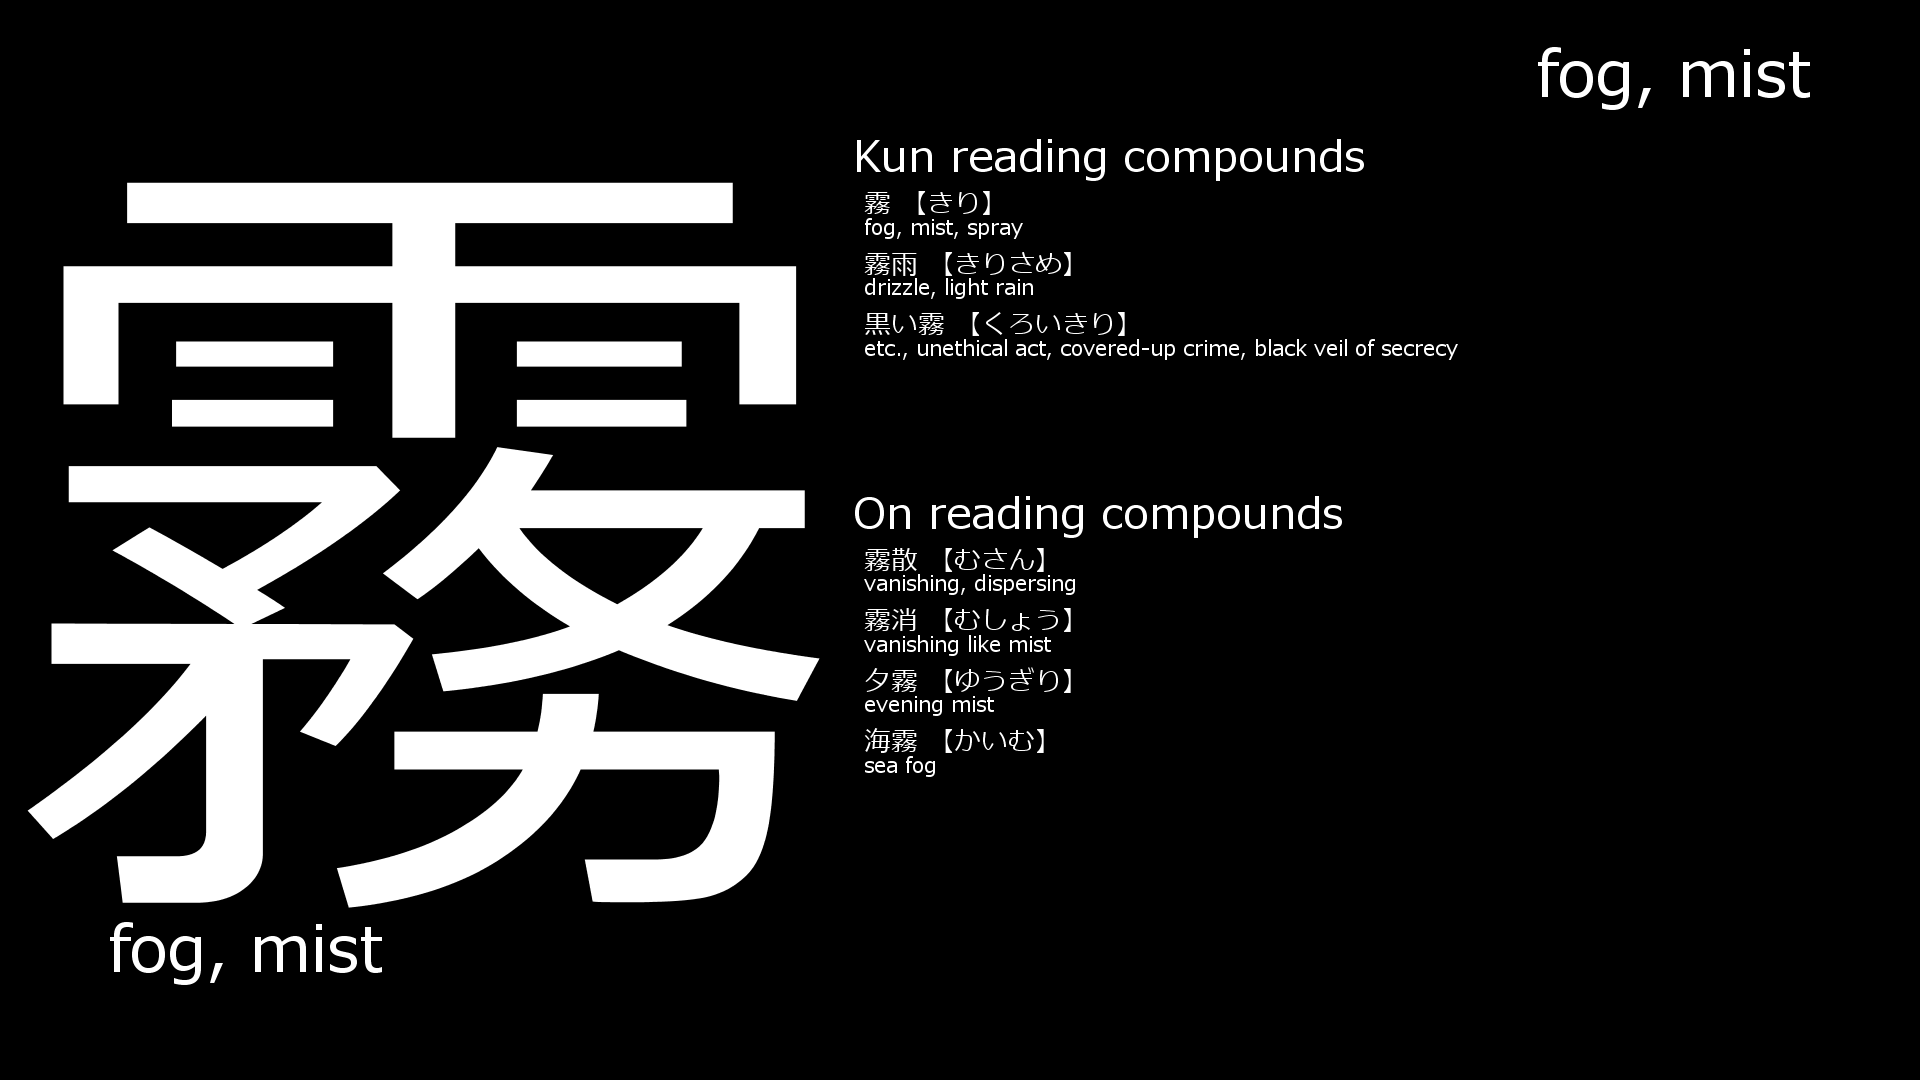 fog, mist
霧
fog, mist
Kun reading compounds
霧 【きり】
fog, mist, spray
霧雨 【きりさめ】
drizzle, light rain
黒い霧 【くろいきり】
etc., unethical act, covered-up crime, black veil of secrecy
On reading compounds
霧散 【むさん】
vanishing, dispersing
霧消 【むしょう】
vanishing like mist
夕霧 【ゆうぎり】
evening mist
海霧 【かいむ】
sea fog